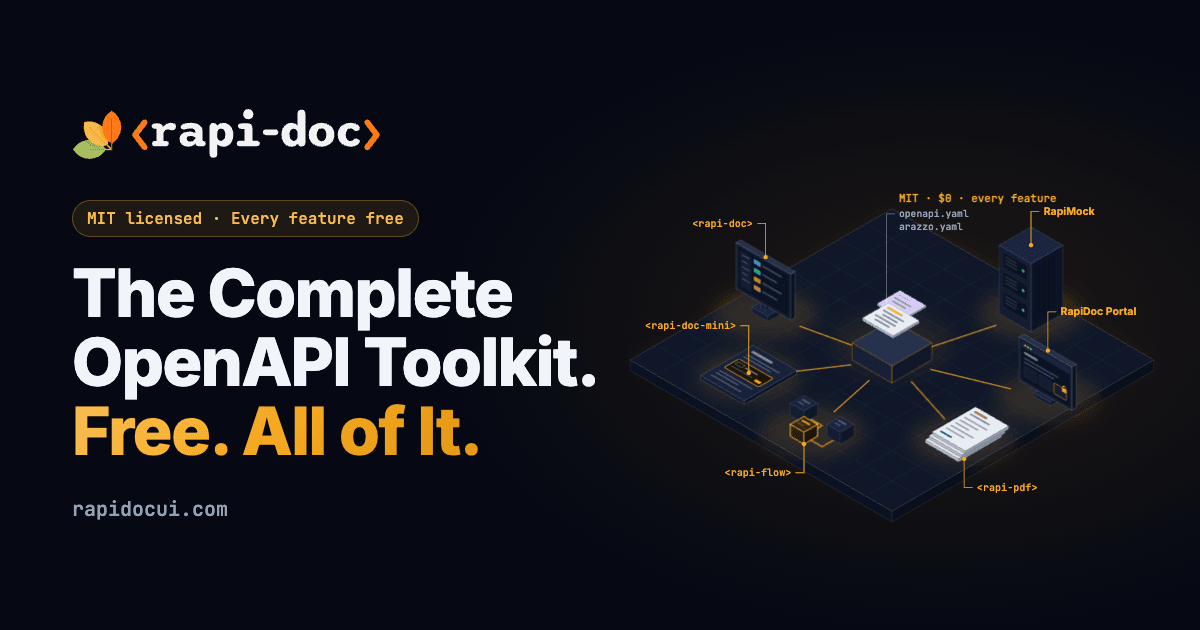 <rapi-doc>
MIT licensed · Every feature free
The Complete
OpenAPI Toolkit.
Free. All of It.
rapidocui.com
MIT · $0 · every feature
openapi.yaml
arazzo.yaml
<rapi-doc>
RapiMock
<rapi-doc-mini>
RapiDoc Portal
<rapi-flow>
<rapi-pdf>